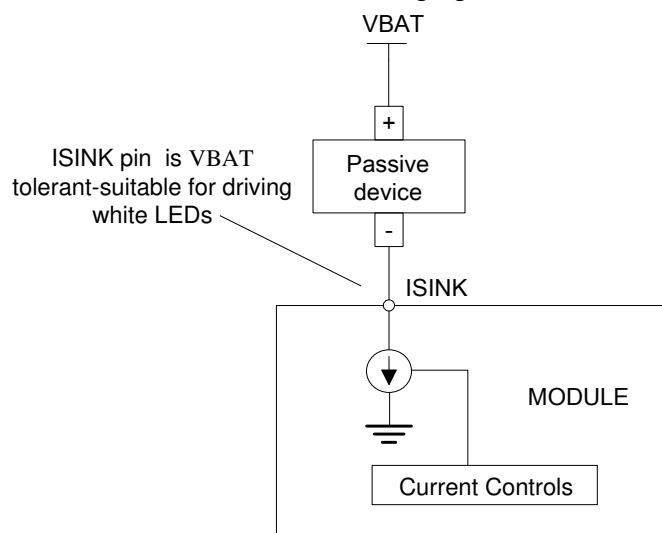 VBAT
+
Passive
device
-
ISINK pin is VBAT
tolerant-suitable for driving
white LEDs
ISINK
MODULE
Current Controls